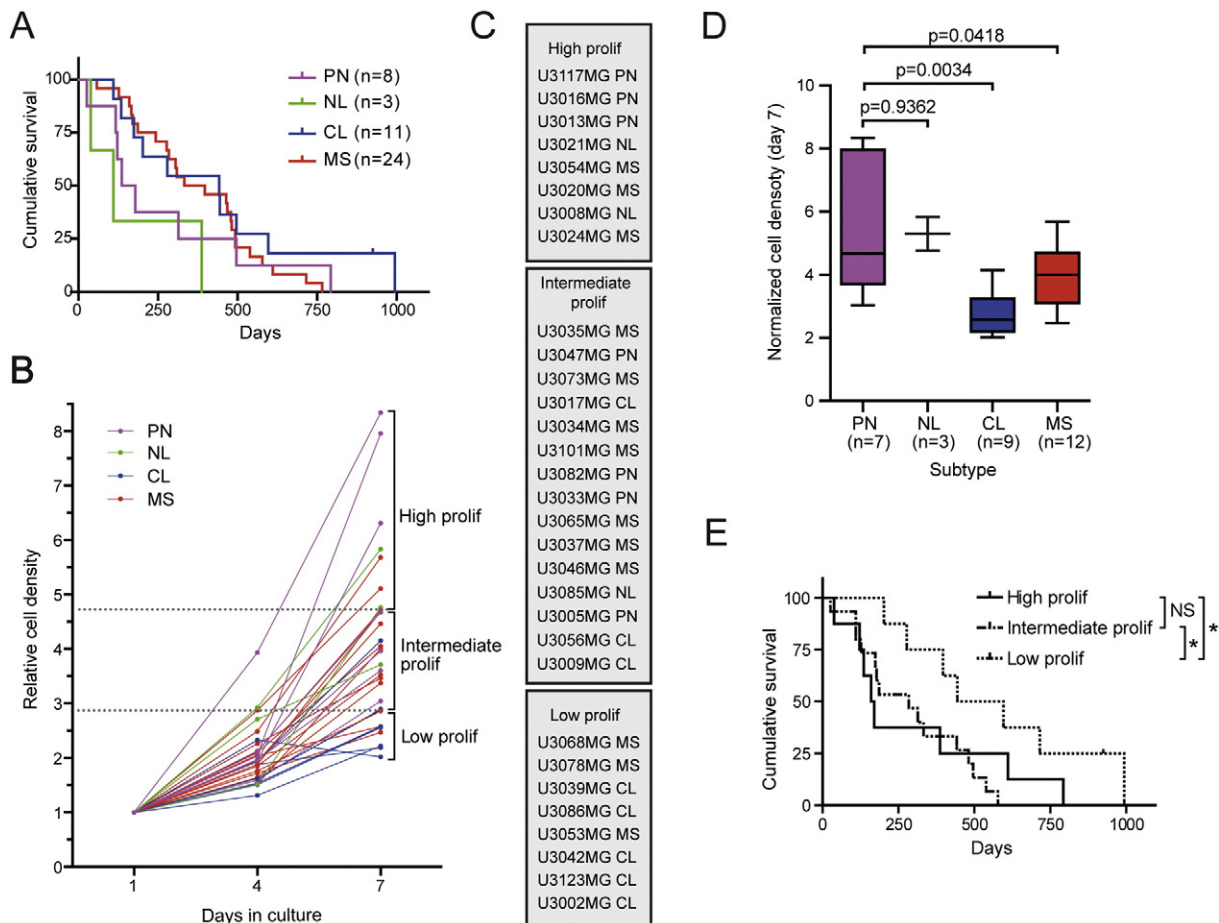 A
100
75
50
25
0
0
250
500
750
1000
Cumulative survival
Days
PN (n=8)
NL (n=3)
CL (n=11)
MS (n=24)
B
8
7
6
5
4
3
2
1
0
1
4
7
Relative cell density
Days in culture
PN
NL
CL
MS
High prolif
Intermediate
prolif
Low prolif
C
High prolif
U3117MG PN
U3016MG PN
U3013MG PN
U3021MG NL
U3054MG MS
U3020MG MS
U3008MG NL
U3024MG MS
Intermediate
prolif
U3035MG MS
U3047MG PN
U3073MG MS
U3017MG CL
U3034MG MS
U3101MG MS
U3082MG PN
U3033MG PN
U3065MG MS
U3037MG MS
U3046MG MS
U3085MG NL
U3005MG PN
U3056MG CL
U3009MG CL
Low prolif
U3068MG MS
U3078MG MS
U3039MG CL
U3086MG CL
U3053MG MS
U3042MG CL
U3123MG CL
U3002MG CL
D
p=0.0418
p=0.0034
p=0.9362
10
8
6
4
2
0
Normalized cell densoty (day 7)
PN
(n=7)
NL
(n=3)
CL
(n=9)
MS
(n=12)
Subtype
E
100
75
50
25
0
0
250
500
750
1000
Cumulative survival
Days
High prolif
Intermediate prolif
Low prolif
NS
*
*